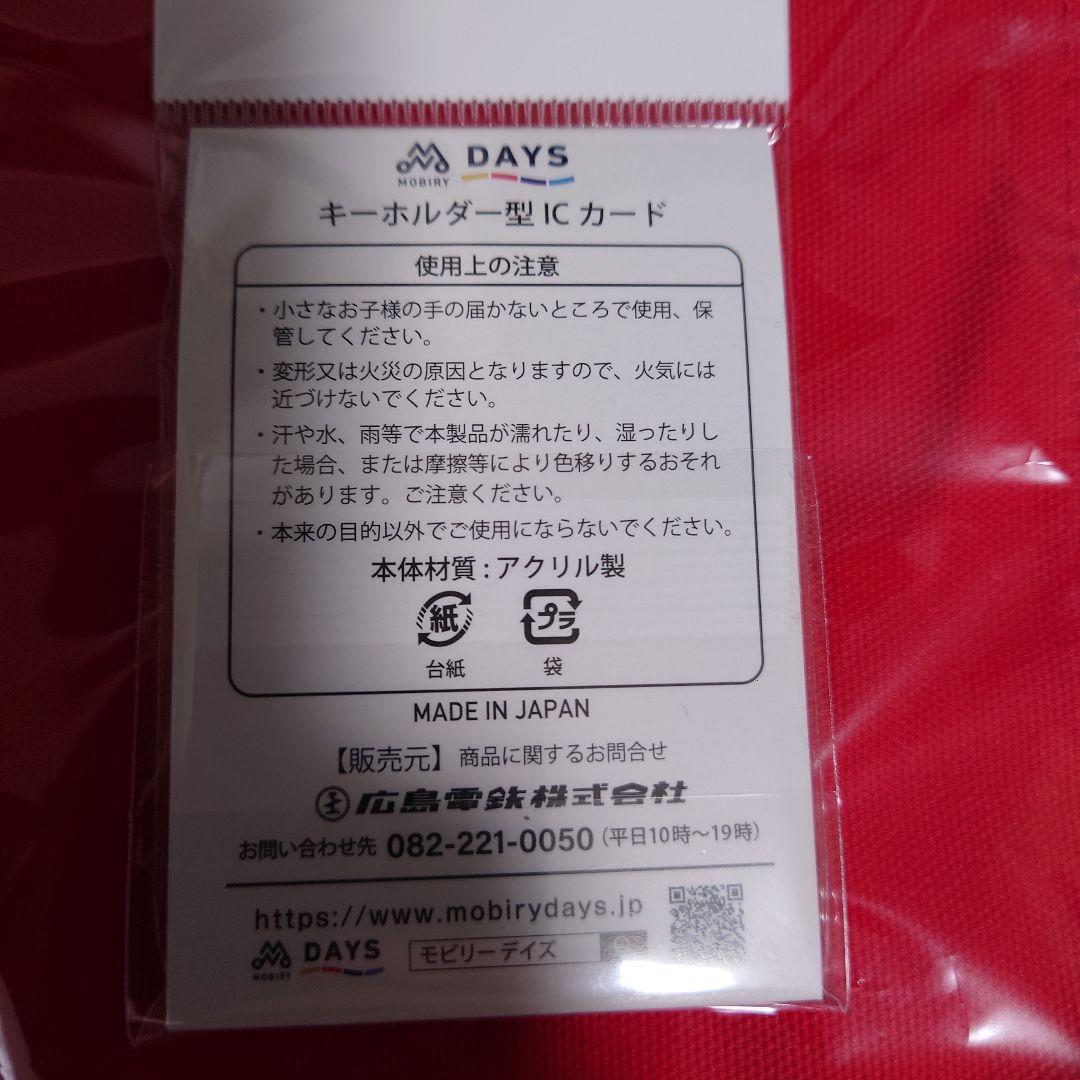 MOBIRY DAYS
キーホルダー型 IC カード
使用上の注意
・小さなお子様の手の届かないところで使用、保
管してください。
・変形又は火災の原因となりますので、火気には
近づけないでください。
・汗や水、雨等で本製品が濡れたり、湿ったりし
た場合、または摩擦等により色移りするおそれ
があります。ご注意ください。
・本来の目的以外でご使用にならないでください。
本体材質 : アクリル製
紙 プラ
台紙 袋
MADE IN JAPAN
【販売元】 商品に関するお問合せ
広島電鉄株式会社
お問い合わせ先 082-221-0050 (平日10時～19時)
https://www.mobirydays.jp
MOBIRY DAYS モビリーデイズ